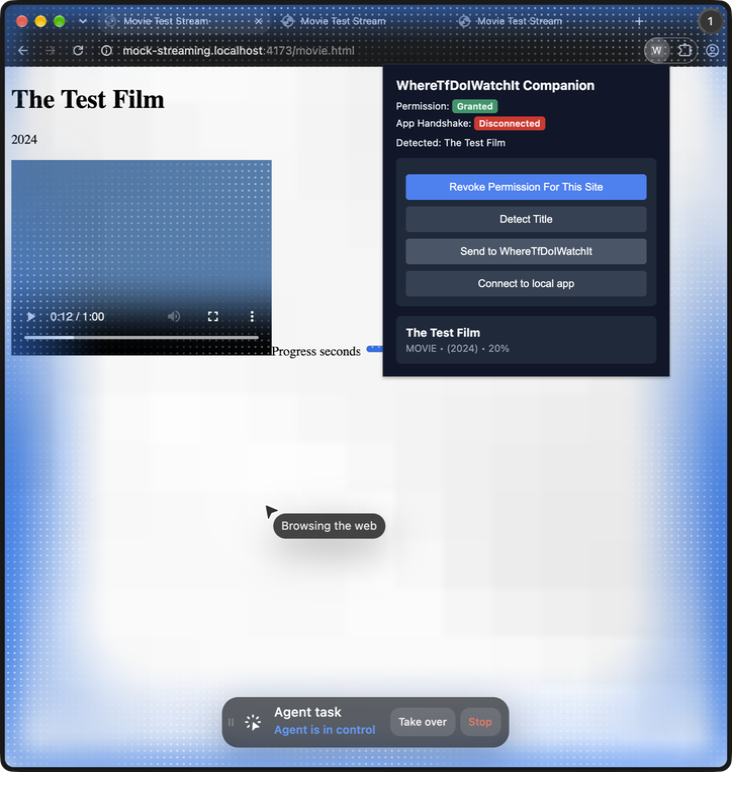 Movie Test Stream
Movie Test Stream
Movie Test Stream
1
mock-streaming.localhost:4173/movie.html
W
The Test Film
2024
0:12 / 1:00
Progress seconds
WhereTfDoIWatchIt Companion
Permission: Granted
App Handshake: Disconnected
Detected: The Test Film
Revoke Permission For This Site
Detect Title
Send to WhereTfDoIWatchIt
Connect to local app
The Test Film
MOVIE • (2024) • 20%
Browsing the web
Agent task
Agent is in control
Take over
Stop